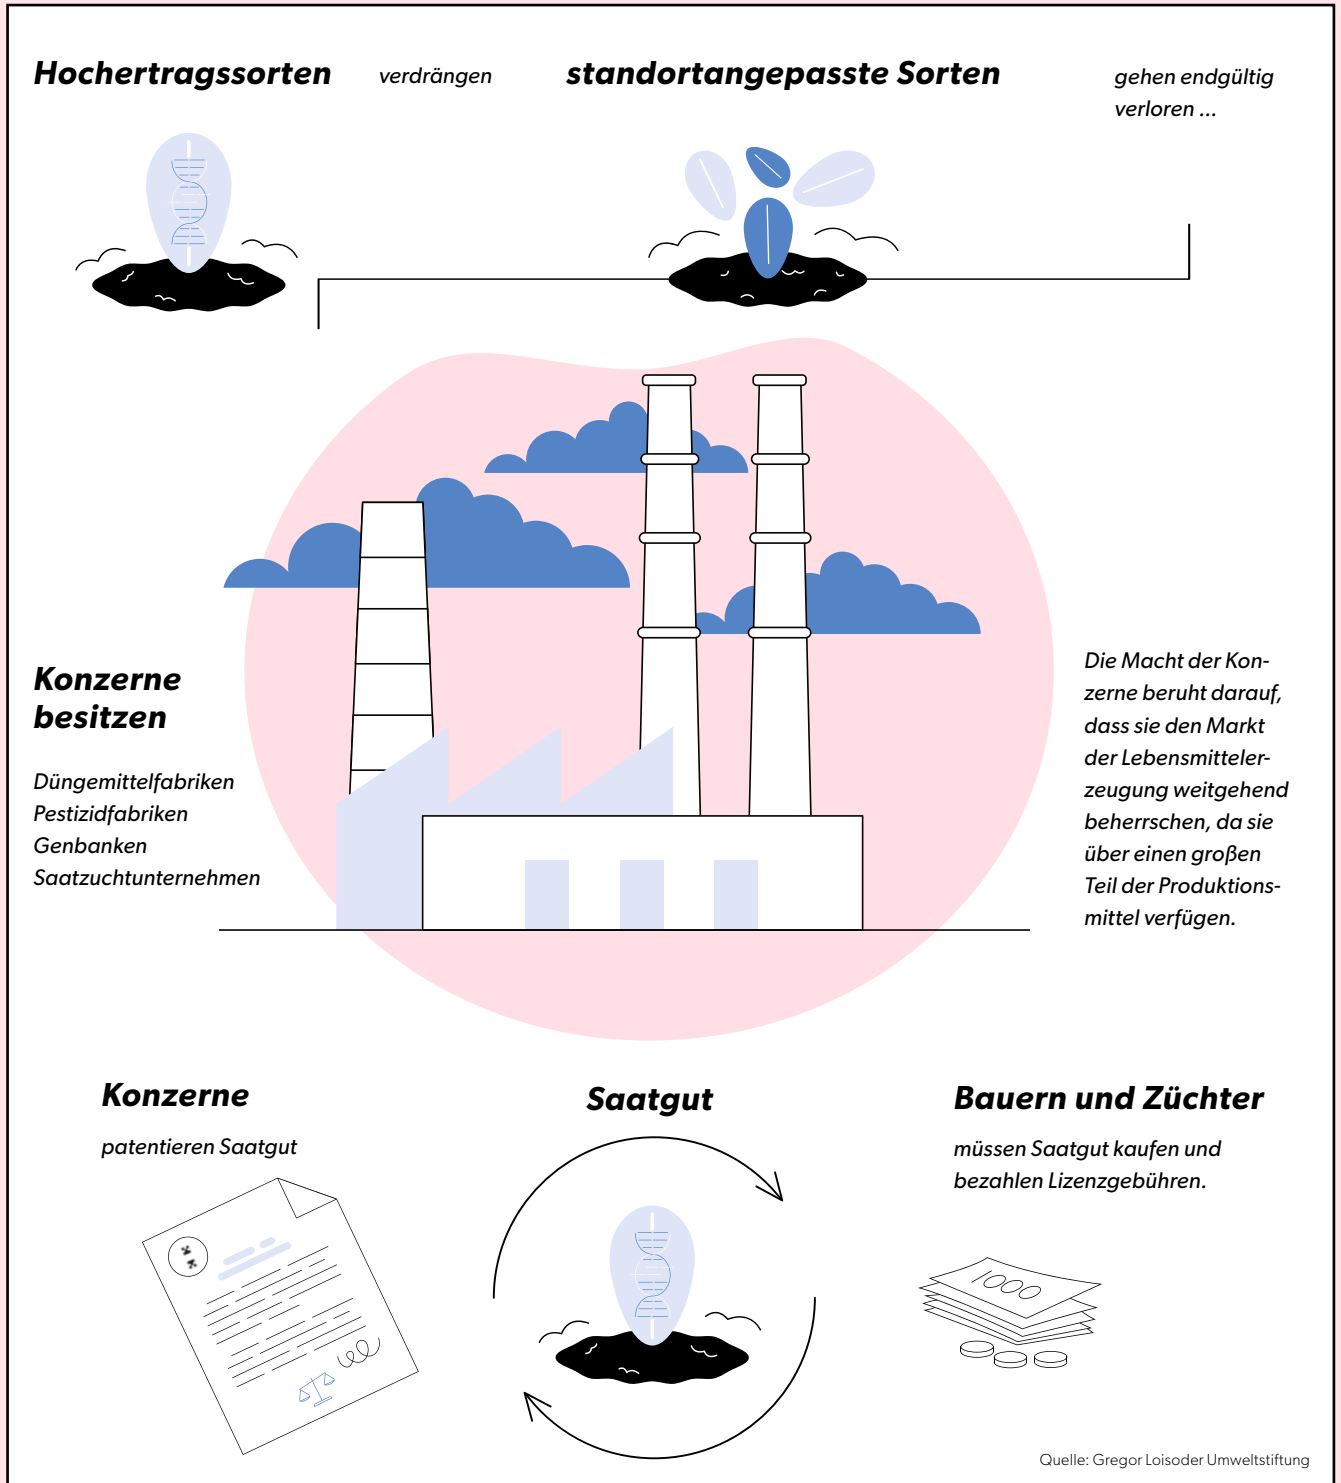 Hochertragssorten
verdrängen
standortangepasste Sorten
gehen endgültig
verloren ...
Konzerne
besitzen
Düngemittelfabriken
Pestizidfabriken
Genbanken
Saatzuchtunternehmen
Die Macht der Kon-
zerne beruht darauf,
dass sie den Markt
der Lebensmitteler-
zeugung weitgehend
beherrschen, da sie
über einen großen
Teil der Produktions-
mittel verfügen.
Konzerne
patentieren Saatgut
Saatgut
Bauern und Züchter
müssen Saatgut kaufen und
bezahlen Lizenzgebühren.
1000
Quelle: Gregor Loisoder Umweltstiftung